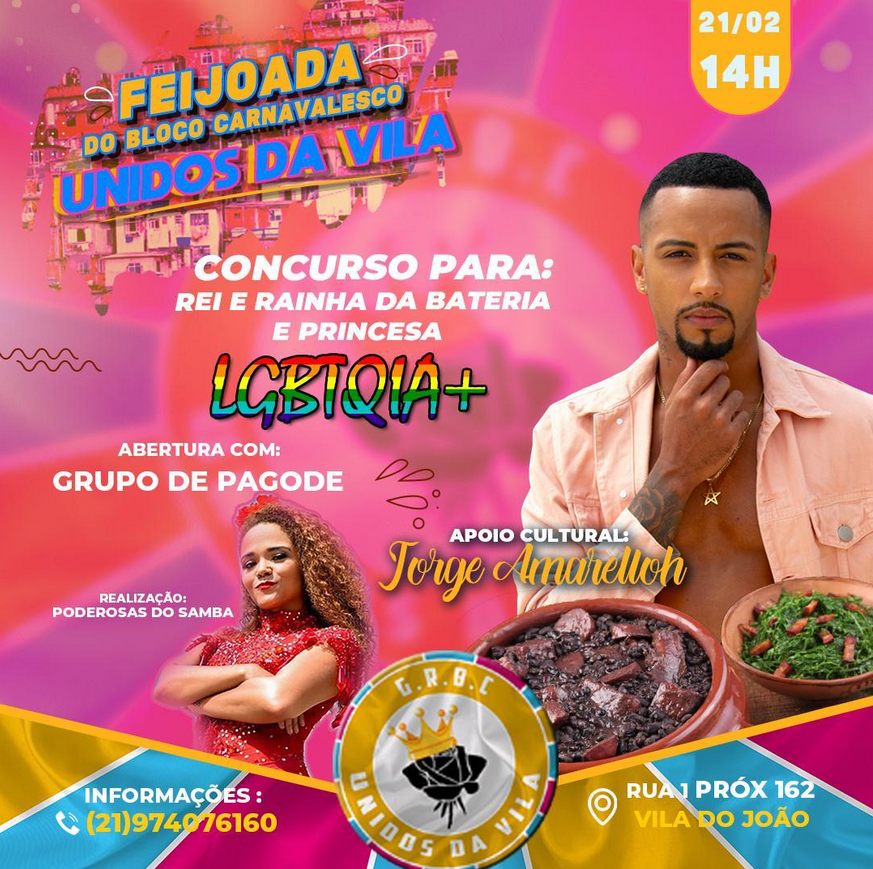 FEIJOADA
DO BLOCO CARNAVALESCO
UNIDOS DA VILA
21/02
14H
CONCURSO PARA:
REI E RAINHA DA BATERIA
E PRINCESA
LGBTQIA+
ABERTURA COM:
GRUPO DE PAGODE
APOIO CULTURAL:
Jorge Amarelloh
REALIZAÇÃO:
PODEROSAS DO SAMBA
G.R.B.C
UNIDOS DA VILA
INFORMAÇÕES :
(21)974076160
RUA 1 PRÓX 162
VILA DO JOÃO